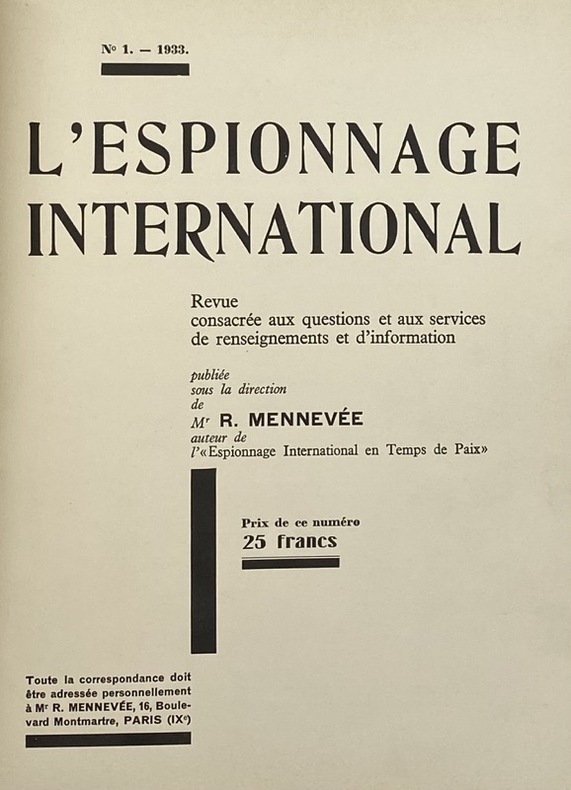 Nº 1. — 1933.
L'ESPIONNAGE
INTERNATIONAL
Revue
consacrée aux questions et aux services
de renseignements et d'information
publiée
sous la direction
de
Mʳ R. MENNEVÉE
auteur de
l'«Espionnage International en Temps de Paix»
Prix de ce numéro
25 francs
Toute la correspondance doit
être adressée personnellement
à Mʳ R. MENNEVÉE, 16, Boule-
vard Montmartre, PARIS (IXᵉ)